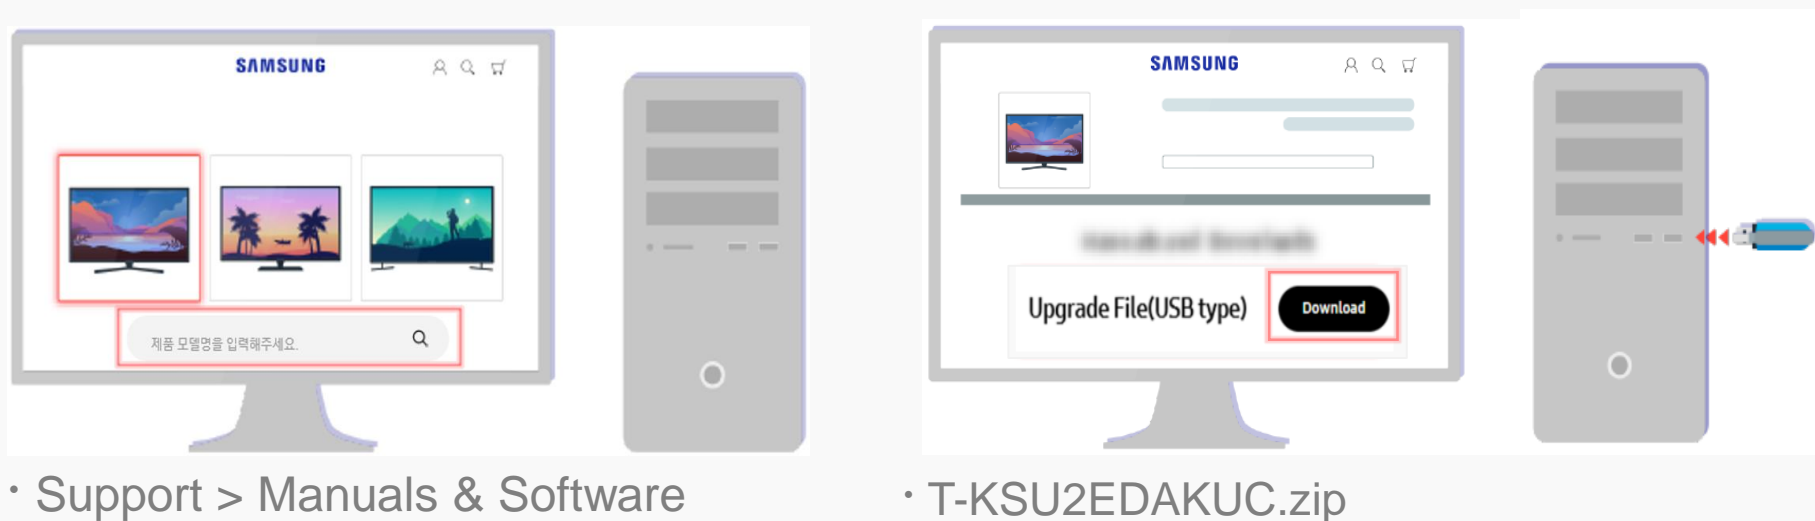 SAMSUNG
제품 모델명을 입력해주세요.
· Support > Manuals & Software
SAMSUNG
Upgrade File(USB type)
Download
· T-KSU2EDAKUC.zip